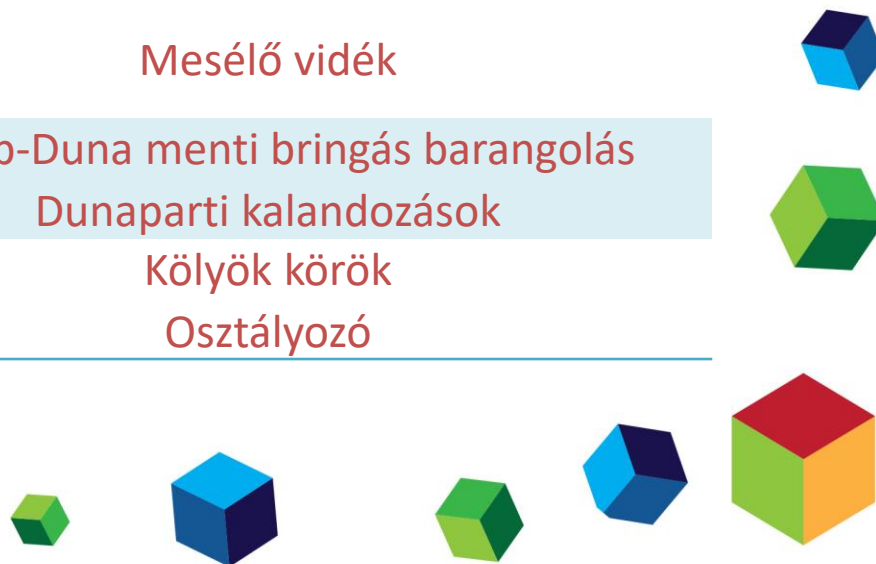 Mesélő vidék
-Duna menti bringás barangolás
Dunaparti kalandozások
Kölyök körök
Osztályozó